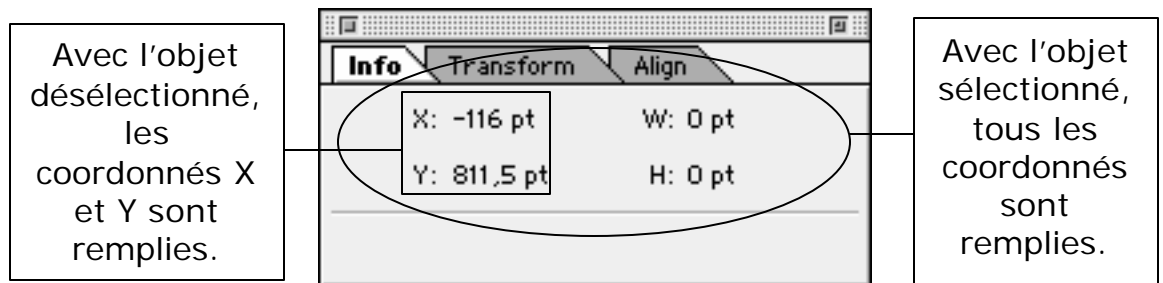 Avec l'objet
désélectionné,
les
coordonnés X
et Y sont
remplies.
Info Transform Align
X: -116 pt W: 0 pt
Y: 811,5 pt H: 0 pt
Avec l'objet
sélectionné,
tous les
coordonnés
sont
remplies.